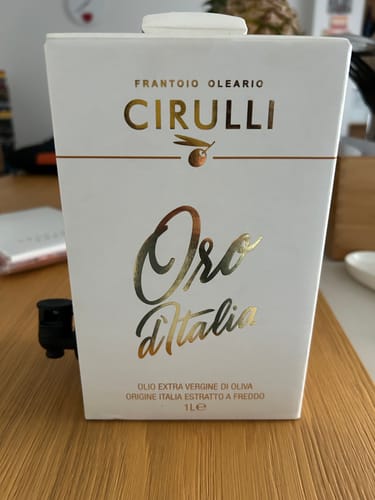 FRANTOIO OLEARIO
CIRULLI
Oro
d'Italia
OLIO EXTRA VERGINE DI OLIVA
ORIGINE ITALIA ESTRATTO A FREDDO
1L℮